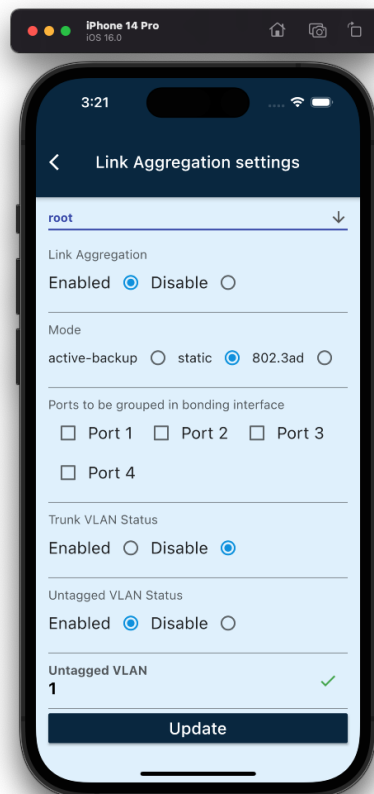 iPhone 14 Pro
iOS 16.0
3:21
Link Aggregation settings
root
Link Aggregation
Enabled Disable
Mode
active-backup static 802.3ad
Ports to be grouped in bonding interface
Port 1 Port 2 Port 3
Port 4
Trunk VLAN Status
Enabled Disable
Untagged VLAN Status
Enabled Disable
Untagged VLAN
1
Update